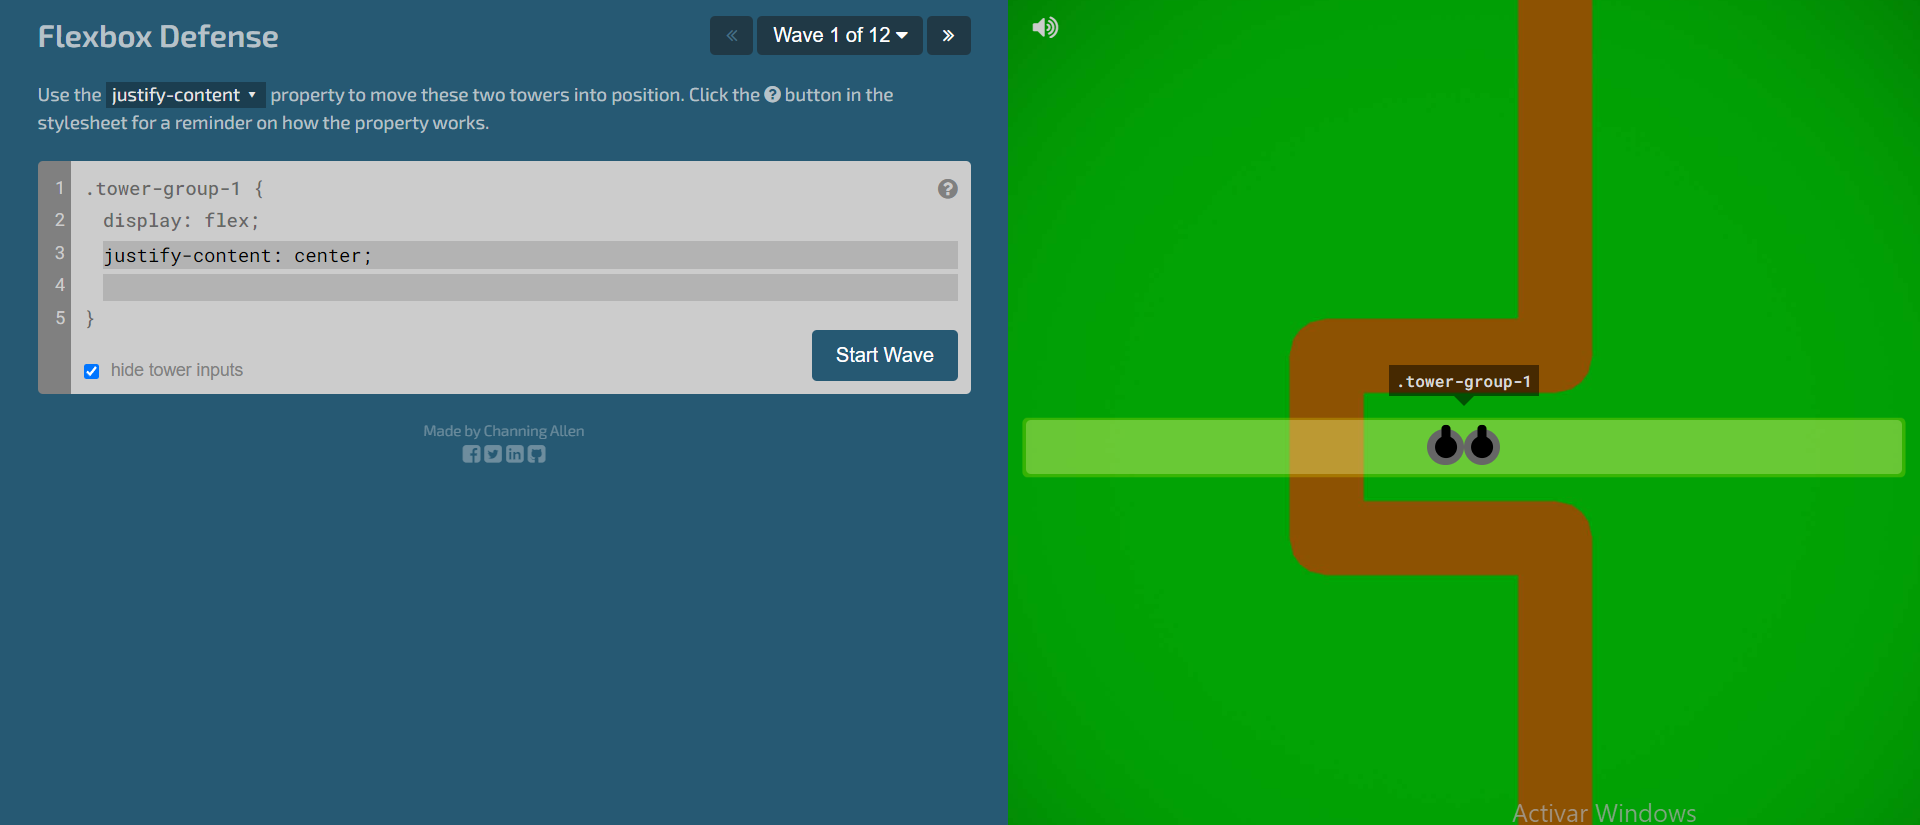 Flexbox Defense
«
Wave 1 of 12
»
Use the justify-content property to move these two towers into position. Click the ? button in the
stylesheet for a reminder on how the property works.
1 .tower-group-1 {
?
2 display: flex;
3 justify-content: center;
4
5 }
Start Wave
hide tower inputs
Made by Channing Allen
.tower-group-1
Activar Windows